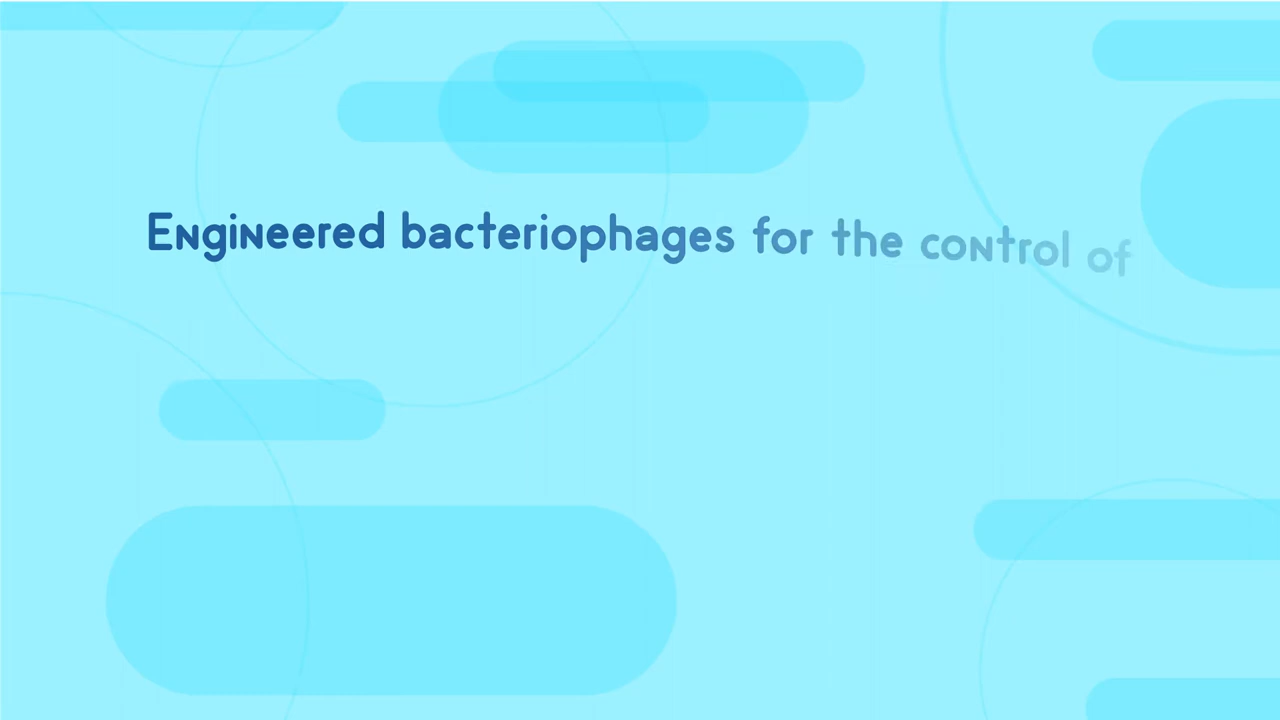 Engineered bacteriophages for the control of